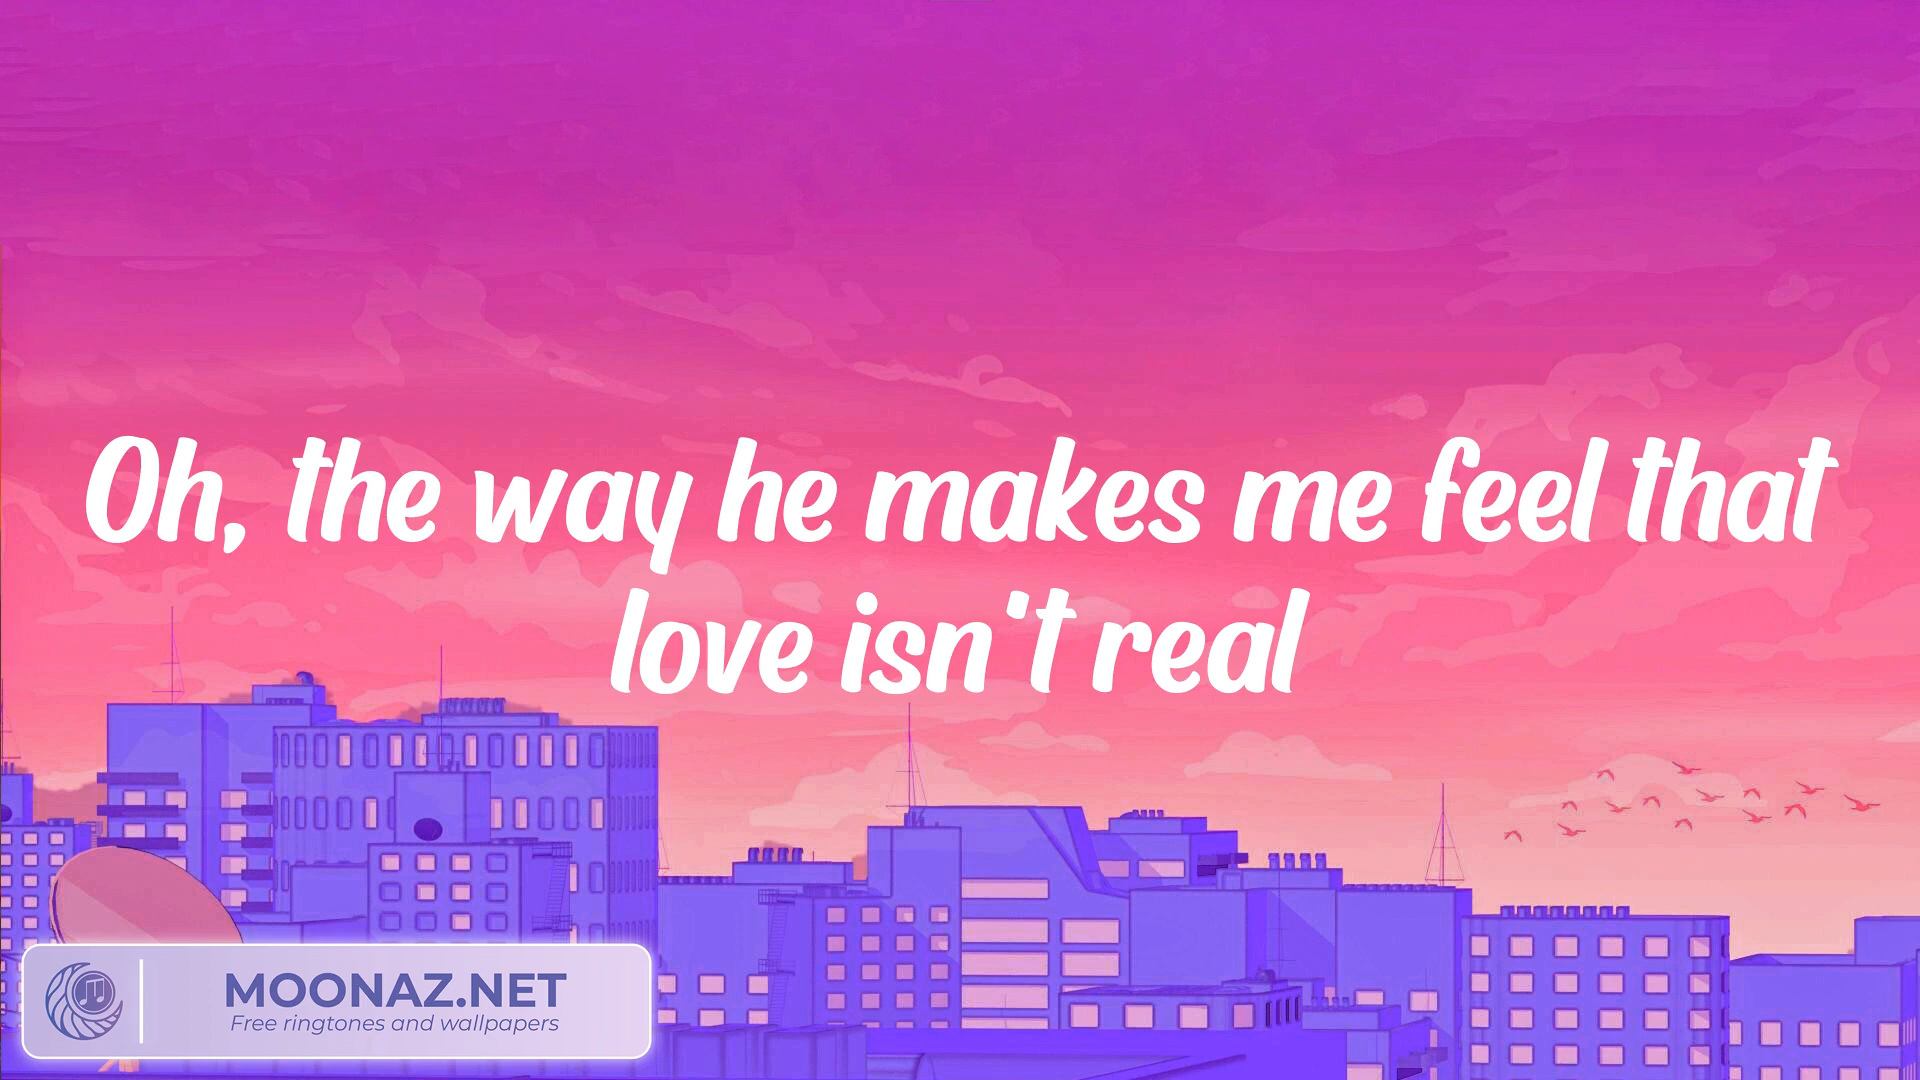 Oh, the way he makes me feel that
love isn't real
MOONAZ.NET
Free ringtones and wallpapers